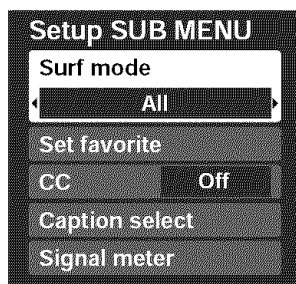 Setup SUB MENU
Surf mode
All
Set favorite
CC Off
Caption select
Signal meter